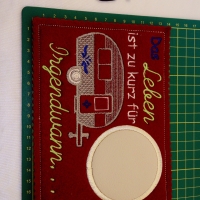 Das
Leben
ist zu kurz für
Irgendwann...